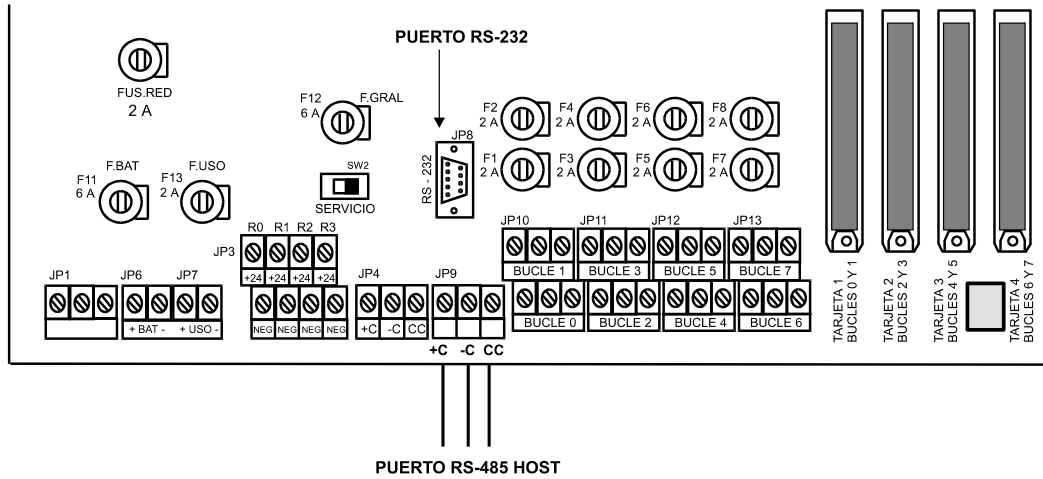 PUERTO RS-232
FUS.RED
2 A
F12
6 A
F.GRAL
JP8
RS - 232
F2
2 A
F4
2 A
F6
2 A
F8
2 A
F1
2 A
F3
2 A
F5
2 A
F7
2 A
F.BAT
F11
6 A
F.USO
F13
2 A
SW2
SERVICIO
R0 R1 R2 R3
JP3
+24 +24 +24 +24
NEG NEG NEG NEG
JP10 JP11 JP12 JP13
BUCLE 1 BUCLE 3 BUCLE 5 BUCLE 7
BUCLE 0 BUCLE 2 BUCLE 4 BUCLE 6
JP1 JP6 JP7 JP4 JP9
+ BAT - + USO -
+C -C CC
+C -C CC
TARJETA 1
BUCLES 0 Y 1
TARJETA 2
BUCLES 2 Y 3
TARJETA 3
BUCLES 4 Y 5
TARJETA 4
BUCLES 6 Y 7
PUERTO RS-485 HOST